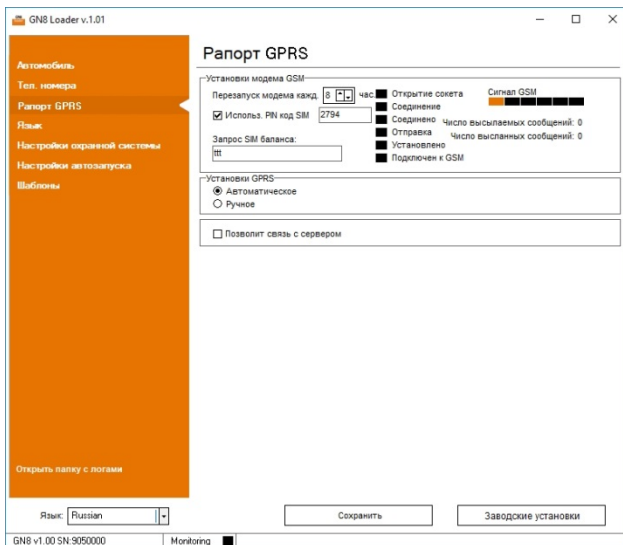 GN8 Loader v.1.01
Автомобиль
Тел. номера
Рапорт GPRS
Язык
Настройки охранной системы
Настройки автозапуска
Шаблоны
Открыть папку с логами
Рапорт GPRS
Установки модема GSM
Перезапуск модема кажд. 8 час.
Использ. PIN код SIM 2794
Запрос SIM баланса:
ttt
Открытие сокета
Соединение
Соединено
Отправка
Установлено
Подключен к GSM
Сигнал GSM
Число высылаемых сообщений: 0
Число высланных сообщений: 0
Установки GPRS
Автоматическое
Ручное
Позволит связь с сервером
Язык: Russian
Сохранить
Заводские установки
GN8 v1.00 SN:9050000
Monitoring